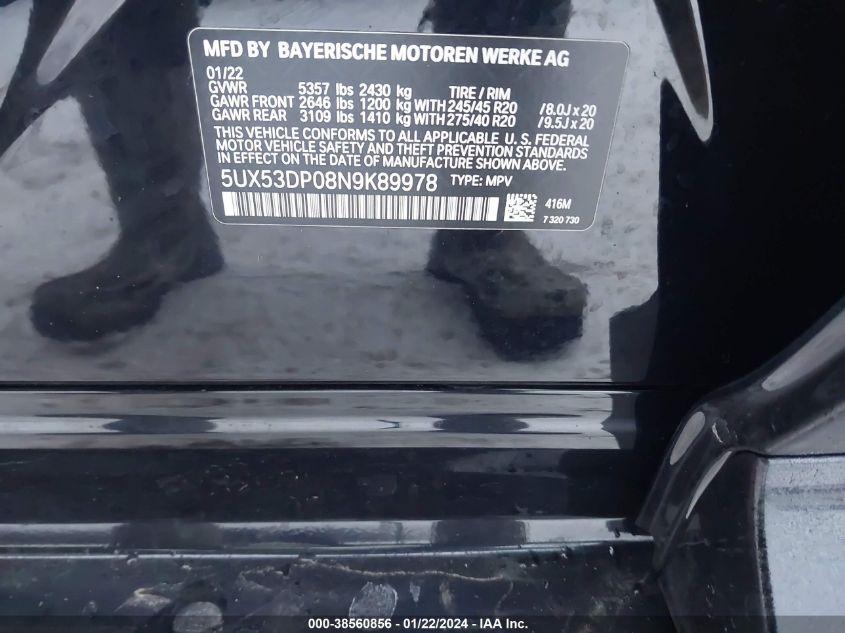 MFD BY BAYERISCHE MOTOREN WERKE AG
01/22
GVWR 5357 lbs 2430 kg TIRE / RIM
GAWR FRONT 2646 lbs 1200 kg WITH 245/45 R20 /8.0J x 20
GAWR REAR 3109 lbs 1410 kg WITH 275/40 R20 /9.5J x 20
THIS VEHICLE CONFORMS TO ALL APPLICABLE U.S. FEDERAL
MOTOR VEHICLE SAFETY AND THEFT PREVENTION STANDARDS
IN EFFECT ON THE DATE OF MANUFACTURE SHOWN ABOVE.
5UX53DP08N9K89978 TYPE: MPV
416M
7 320 730
000-38560856 - 01/22/2024 - IAA Inc.